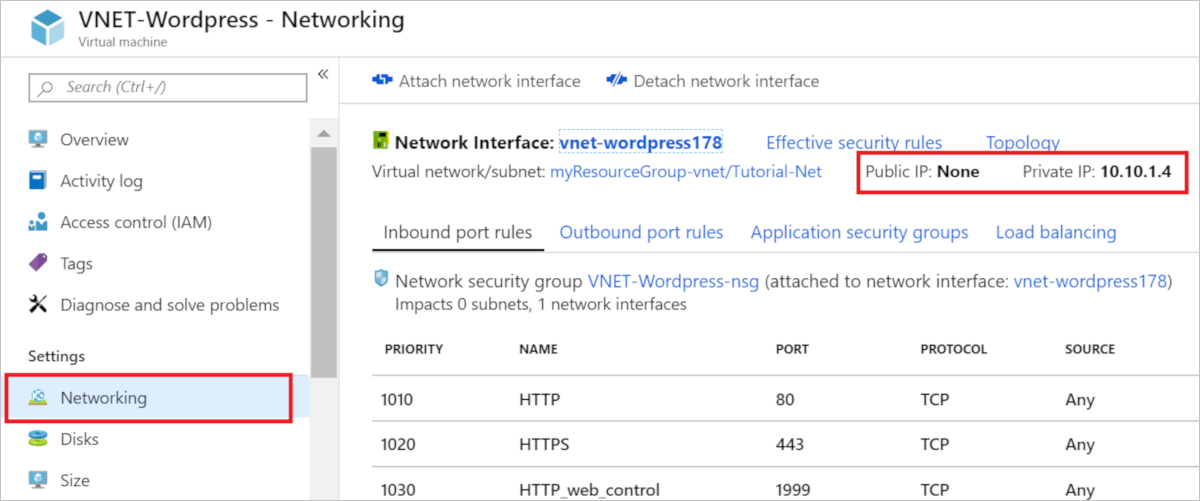 VNET-Wordpress - Networking
Virtual machine
Search (Ctrl+/)
«
Overview
Activity log
Access control (IAM)
Tags
Diagnose and solve problems
Settings
Networking
Disks
Size
Attach network interface Detach network interface
Network Interface: vnet-wordpress178 Effective security rules Topology
Virtual network/subnet: myResourceGroup-vnet/Tutorial-Net Public IP: None Private IP: 10.10.1.4
Inbound port rules Outbound port rules Application security groups Load balancing
Network security group VNET-Wordpress-nsg (attached to network interface: vnet-wordpress178)
Impacts 0 subnets, 1 network interfaces
PRIORITY NAME PORT PROTOCOL SOURCE
1010 HTTP 80 TCP Any
1020 HTTPS 443 TCP Any
1030 HTTP_web_control 1999 TCP Any